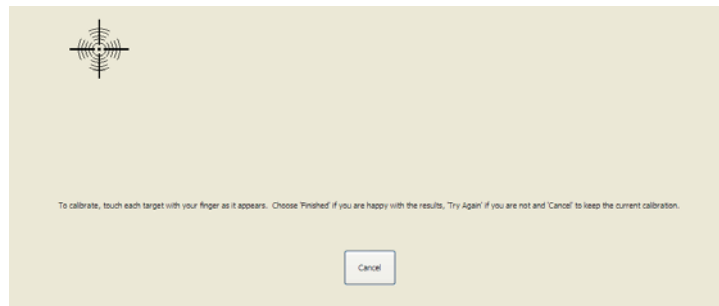 To calibrate, touch each target with your finger as it appears.  Choose 'Finished' if you are happy with the results, 'Try Again' if you are not and 'Cancel' to keep the current calibration.
Cancel